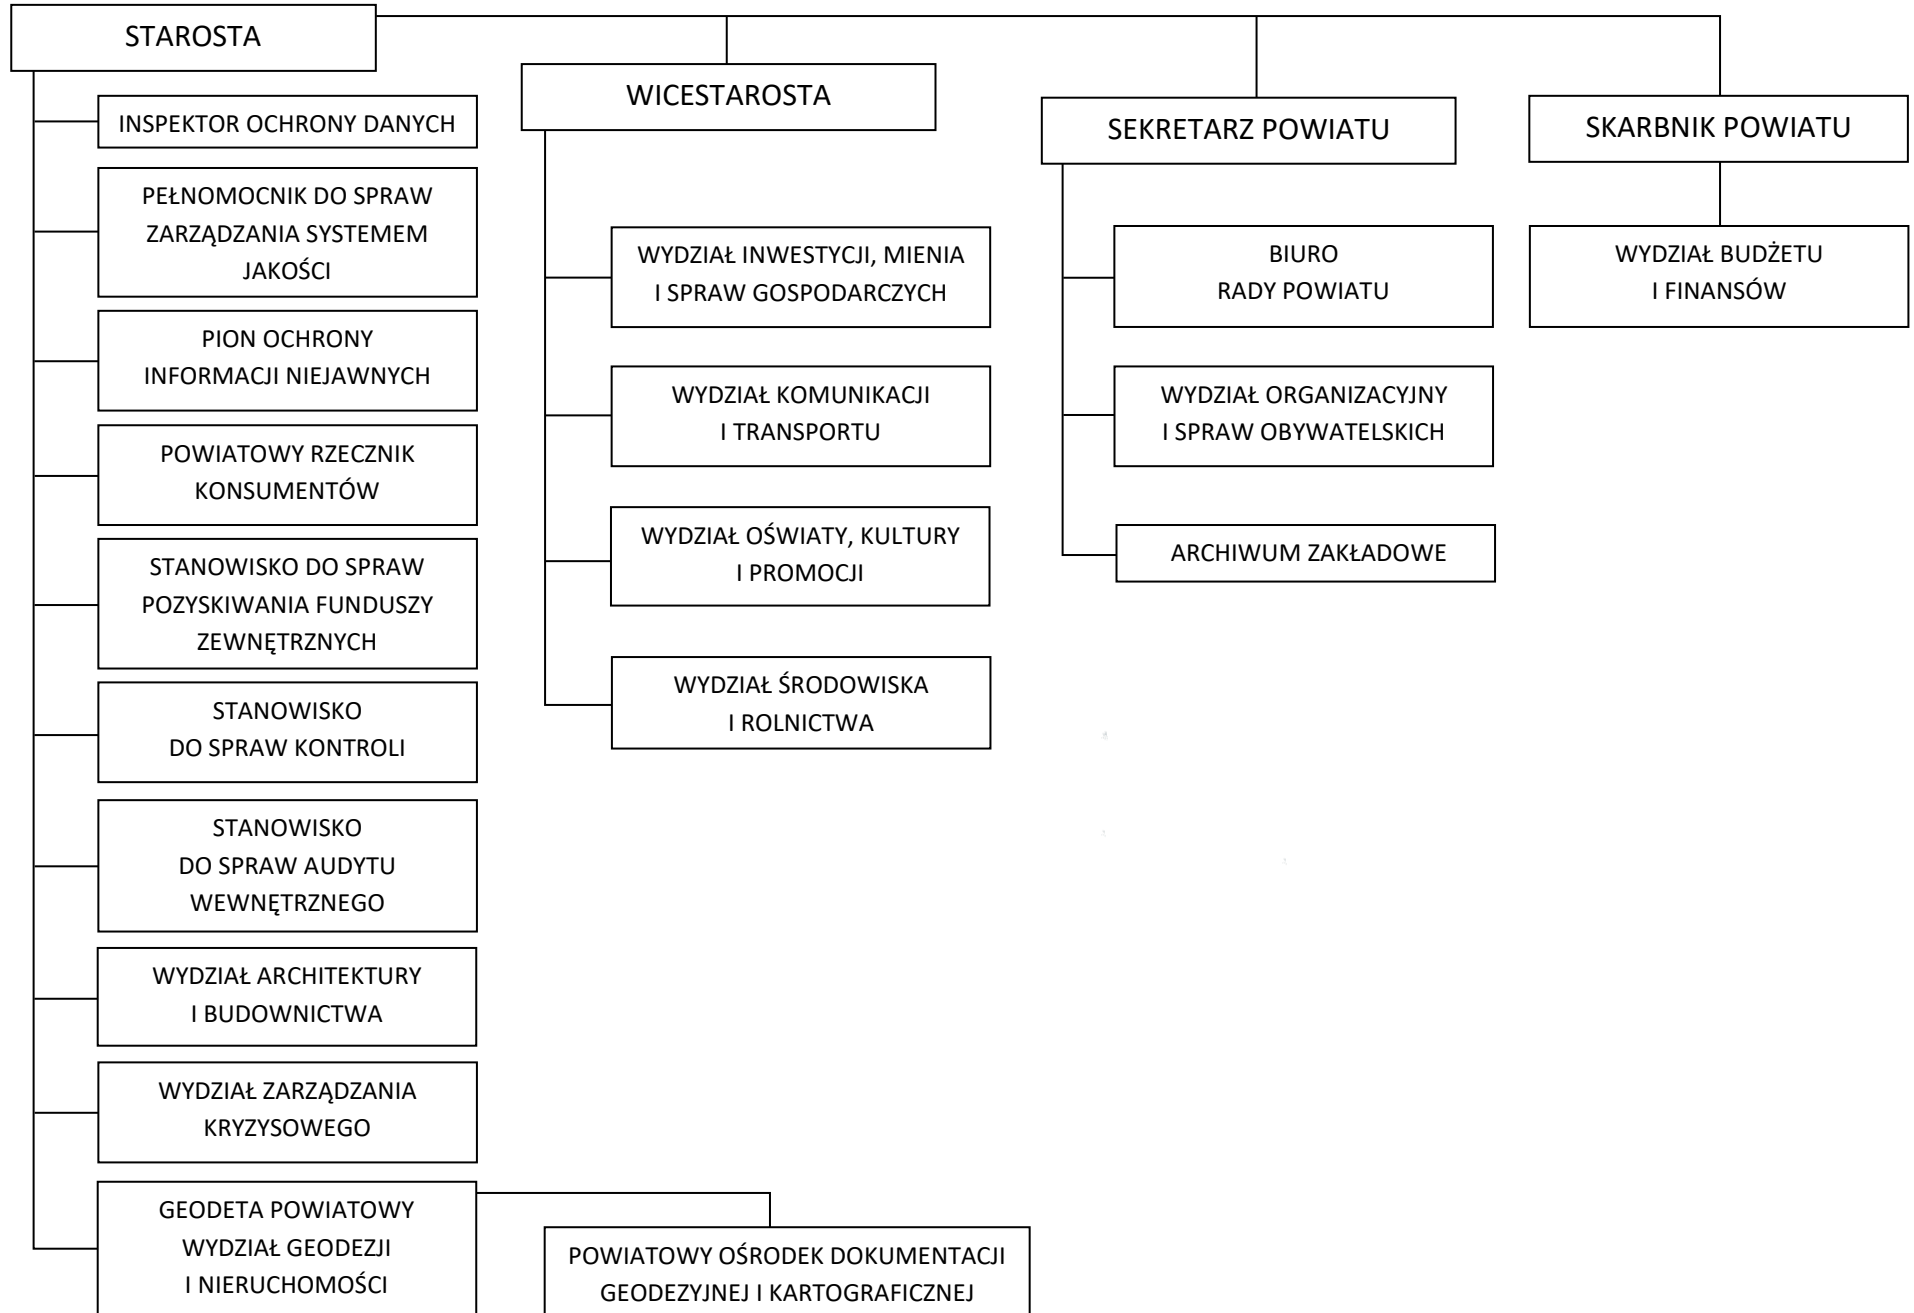 STAROSTA
INSPEKTOR OCHRONY DANYCH
PEŁNOMOCNIK DO SPRAW
ZARZĄDZANIA SYSTEMEM
JAKOŚCI
PION OCHRONY
INFORMACJI NIEJAWNYCH
POWIATOWY RZECZNIK
KONSUMENTÓW
STANOWISKO DO SPRAW
POZYSKIWANIA FUNDUSZY
ZEWNĘTRZNYCH
STANOWISKO
DO SPRAW KONTROLI
STANOWISKO
DO SPRAW AUDYTU
WEWNĘTRZNEGO
WYDZIAŁ ARCHITEKTURY
I BUDOWNICTWA
WYDZIAŁ ZARZĄDZANIA
KRYZYSOWEGO
GEODETA POWIATOWY
WYDZIAŁ GEODEZJI
I NIERUCHOMOŚCI
POWIATOWY OŚRODEK DOKUMENTACJI
GEODEZYJNEJ I KARTOGRAFICZNEJ
WICESTAROSTA
WYDZIAŁ INWESTYCJI, MIENIA
I SPRAW GOSPODARCZYCH
WYDZIAŁ KOMUNIKACJI
I TRANSPORTU
WYDZIAŁ OŚWIATY, KULTURY
I PROMOCJI
WYDZIAŁ ŚRODOWISKA
I ROLNICTWA
SEKRETARZ POWIATU
BIURO
RADY POWIATU
WYDZIAŁ ORGANIZACYJNY
I SPRAW OBYWATELSKICH
ARCHIWUM ZAKŁADOWE
SKARBNIK POWIATU
WYDZIAŁ BUDŻETU
I FINANSÓW